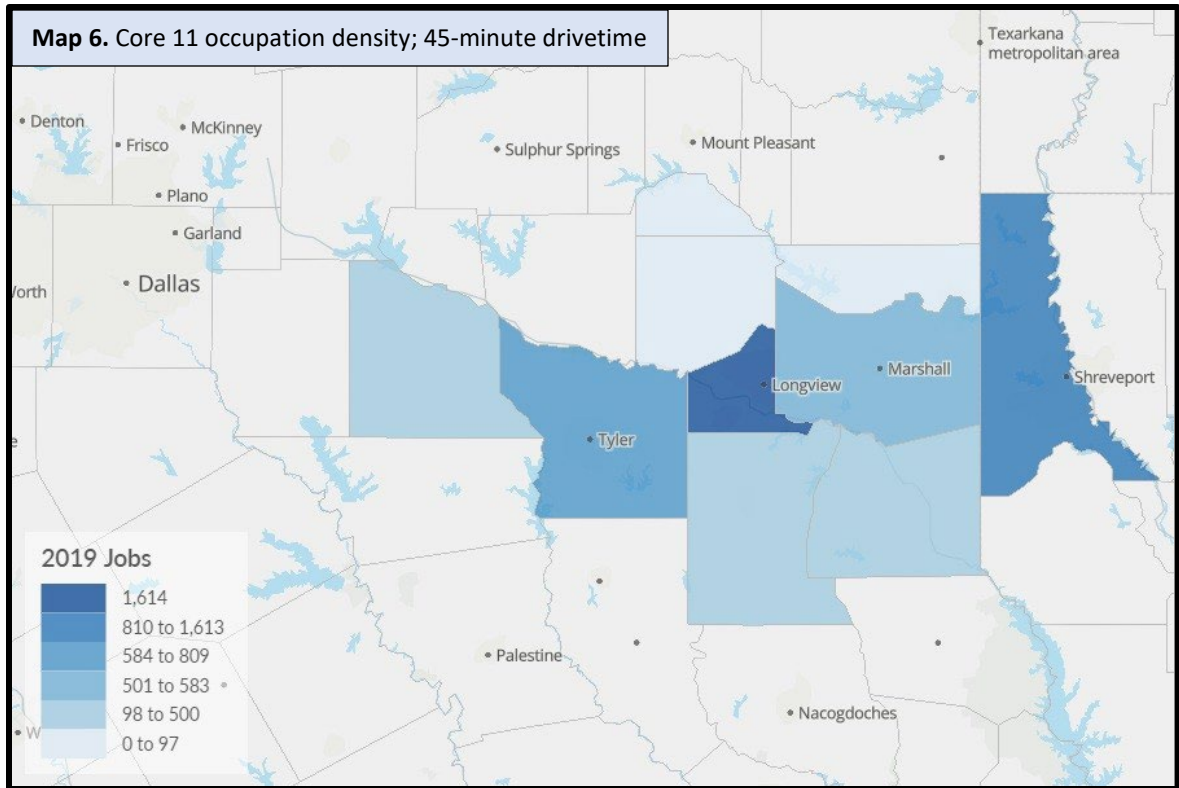 Map 6. Core 11 occupation density; 45-minute drivetime
Texarkana
metropolitan area
Denton
McKinney
Frisco
Sulphur Springs
Mount Pleasant
Plano
Garland
Dallas
Longview
Marshall
Shreveport
Tyler
Palestine
Nacogdoches
2019 Jobs
1,614
810 to 1,613
584 to 809
501 to 583
98 to 500
0 to 97